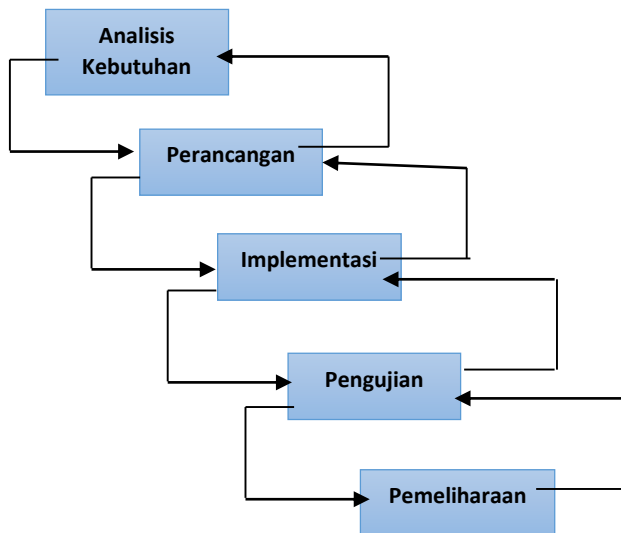 Analisis
Kebutuhan
Perancangan
Implementasi
Pengujian
Pemeliharaan